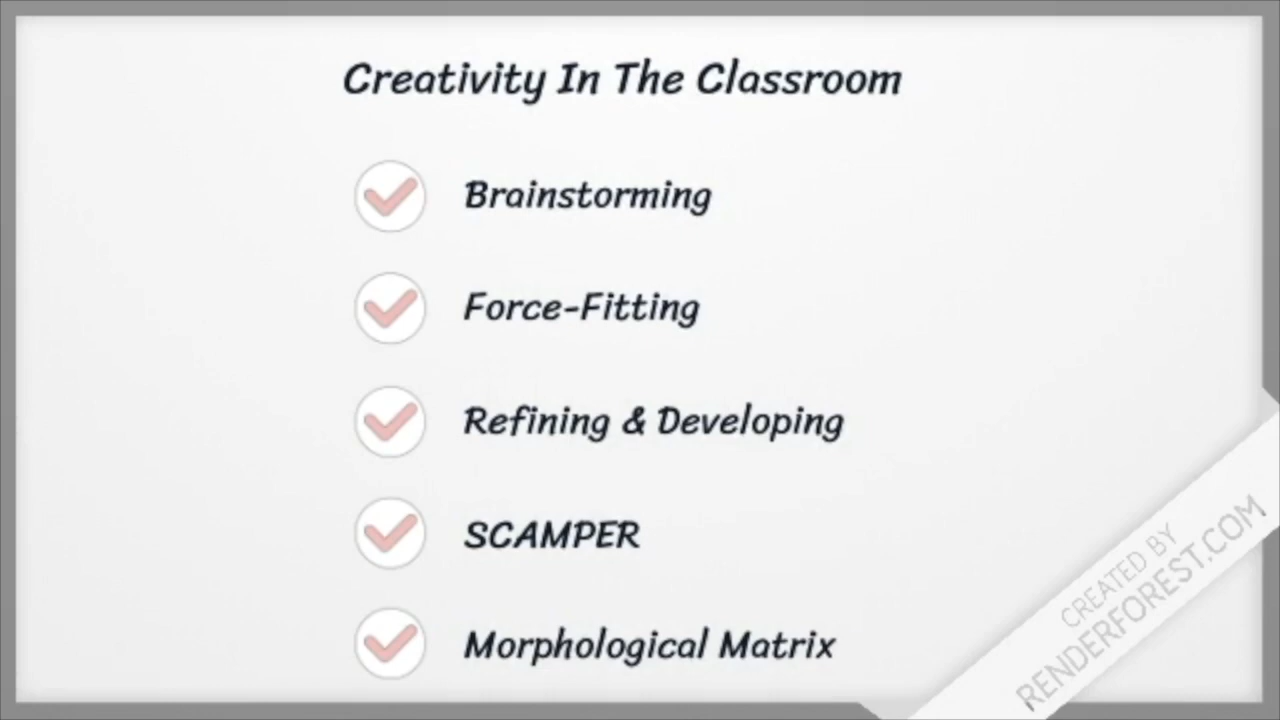 Creativity In The Classroom
Brainstorming
Force-Fitting
Refining & Developing
SCAMPER
Morphological Matrix
CREATED BY
RENDERFOREST.COM